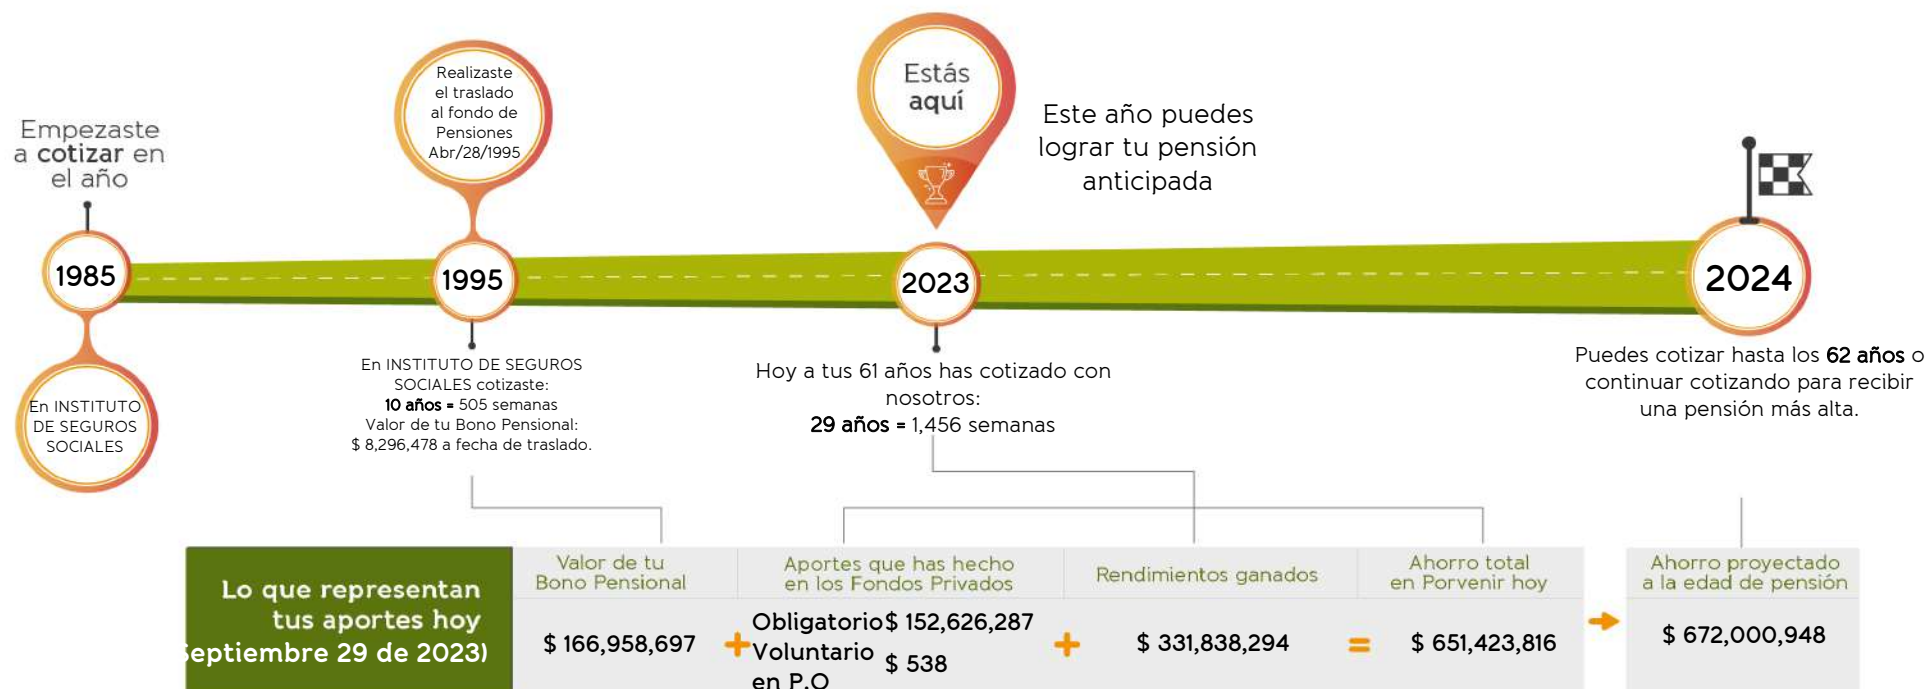 Empezaste
a cotizar en
el año
1985
En INSTITUTO
DE SEGUROS
SOCIALES
Realizaste
el traslado
al fondo de
Pensiones
Abr/28/1995
1995
En INSTITUTO DE SEGUROS
SOCIALES cotizaste:
10 años = 505 semanas
Valor de tu Bono Pensional:
$ 8,296,478 a fecha de traslado.
Estás
aquí
Este año puedes
lograr tu pensión
anticipada
2023
Hoy a tus 61 años has cotizado con
nosotros:
29 años = 1,456 semanas
2024
Puedes cotizar hasta los 62 años o
continuar cotizando para recibir
una pensión más alta.
Lo que representan
tus aportes hoy
Septiembre 29 de 2023)
Valor de tu
Bono Pensional
$ 166,958,697
+
Aportes que has hecho
en los Fondos Privados
Obligatorio $ 152,626,287
Voluntario
en P.O
$ 538
+
Rendimientos ganados
$ 331,838,294
=
Ahorro total
en Porvenir hoy
$ 651,423,816
Ahorro proyectado
a la edad de pensión
$ 672,000,948